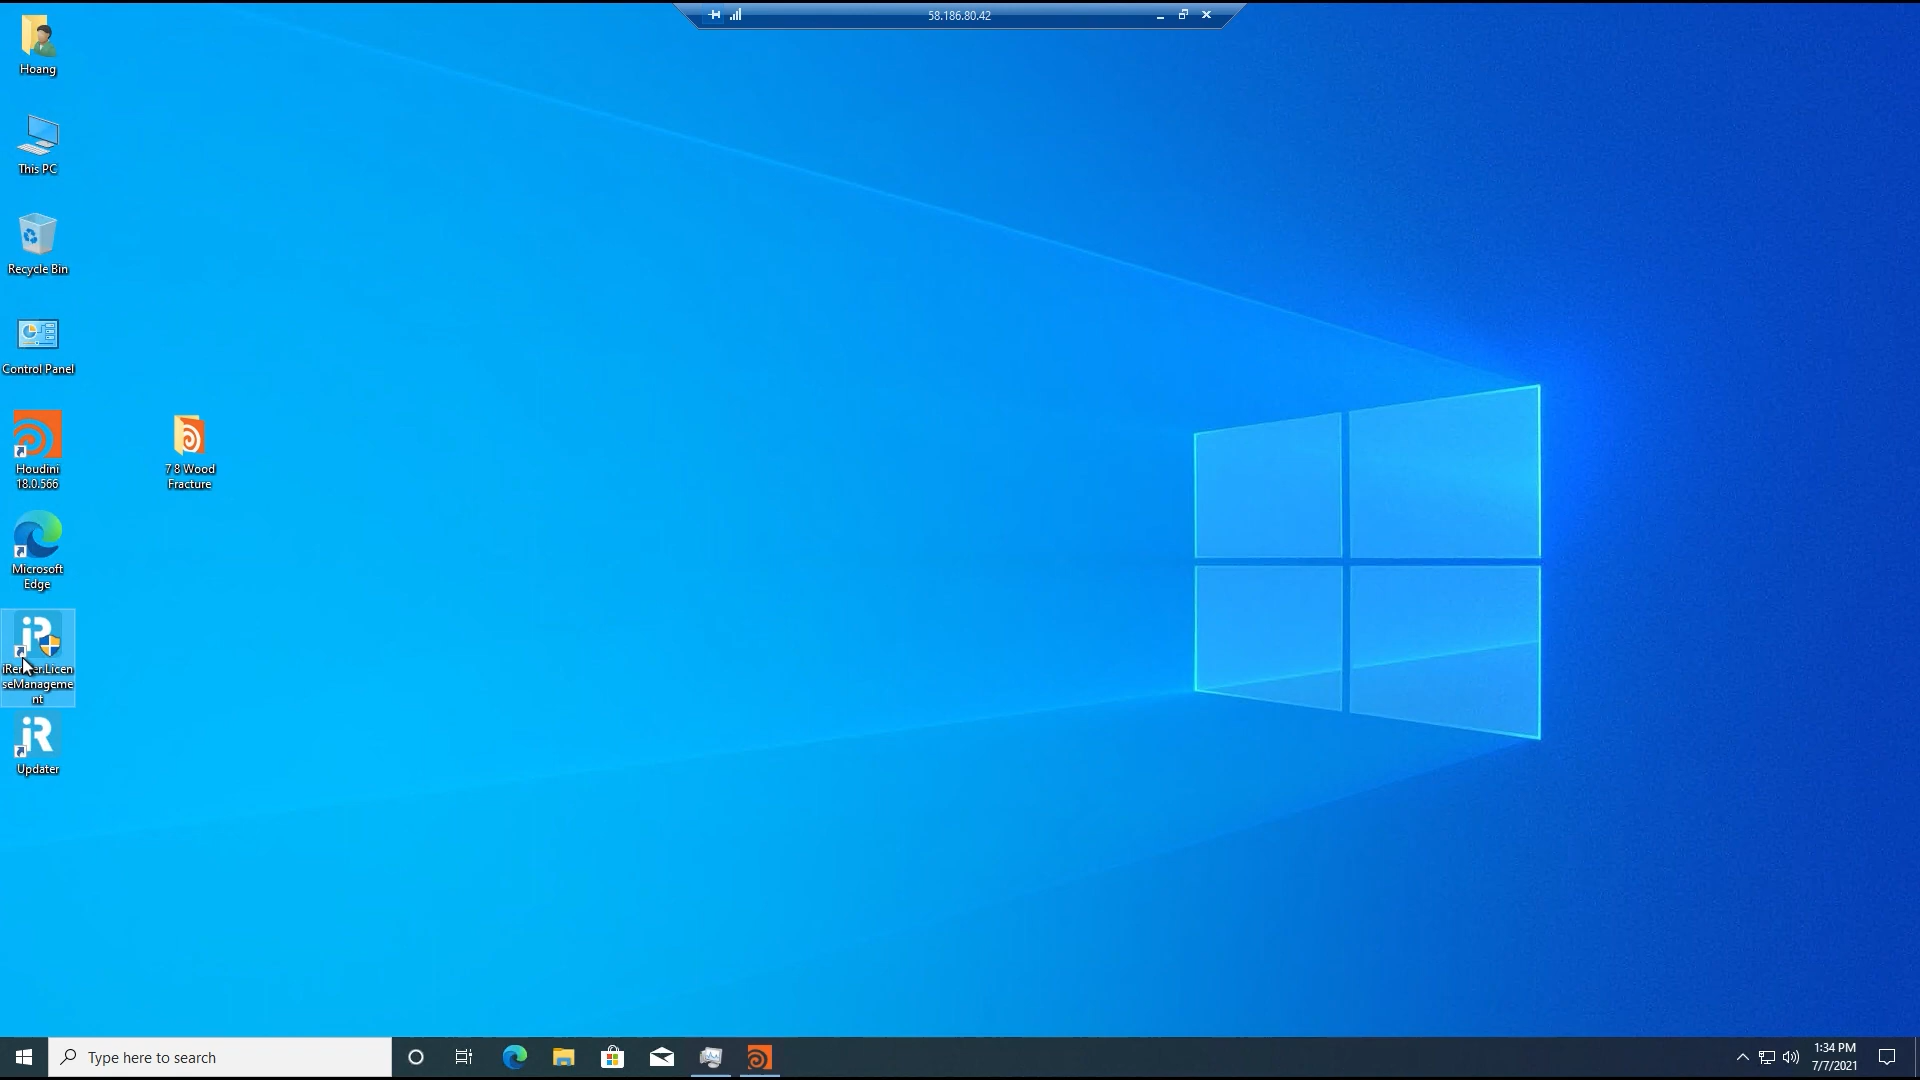 58.186.80.42
Hoang
This PC
Recycle Bin
Control Panel
Houdini
18.0.566
7 8 Wood
Fracture
Microsoft
Edge
seManageme
nt
iR
Updater
Type here to search
1:34 PM
7/7/2021